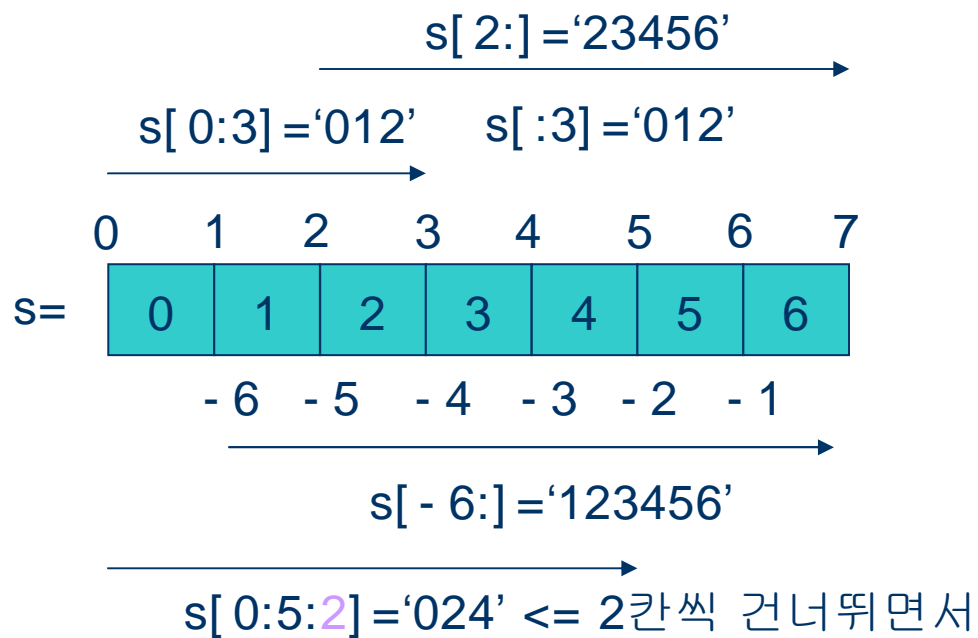 s[ 2:] =‘23456’
s[ 0:3] =‘012’ s[ :3] =‘012’
0 1 2 3 4 5 6 7
s= 0 1 2 3 4 5 6
- 6 - 5 - 4 - 3 - 2 - 1
s[ - 6:] =‘123456’
s[ 0:5:2] =‘024’ <= 2칸씩 건너뛰면서